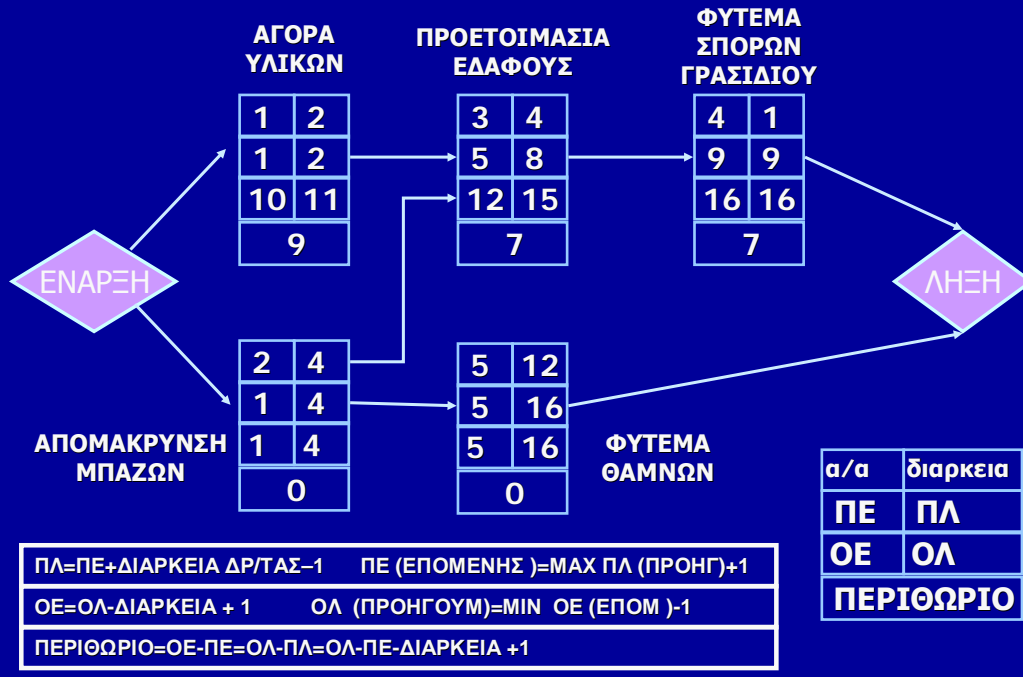 ΑΓΟΡΑ
ΥΛΙΚΩΝ
1 2
1 2
10 11
9
ΠΡΟΕΤΟΙΜΑΣΙΑ
ΕΔΑΦΟΥΣ
3 4
5 8
12 15
7
ΦΥΤΕΜΑ
ΣΠΟΡΩΝ
ΓΡΑΣΙΔΙΟΥ
4 1
9 9
16 16
7
ΕΝΑΡΞΗ
ΛΗΞΗ
ΑΠΟΜΑΚΡΥΝΣΗ
ΜΠΑΖΩΝ
2 4
1 4
1 4
0
5 12
5 16
5 16
0
ΦΥΤΕΜΑ
ΘΑΜΝΩΝ
α/α διαρκεια
ΠΕ ΠΛ
ΟΕ ΟΛ
ΠΕΡΙΘΩΡΙΟ
ΠΛ=ΠΕ+ΔΙΑΡΚΕΙΑ ΔΡ/ΤΑΣ–1 ΠΕ (ΕΠΟΜΕΝΗΣ )=MAX ΠΛ (ΠΡΟΗΓ)+1
ΟΕ=ΟΛ-ΔΙΑΡΚΕΙΑ + 1 ΟΛ (ΠΡΟΗΓΟΥΜ)=MIN ΟΕ (ΕΠΟΜ )-1
ΠΕΡΙΘΩΡΙΟ=ΟΕ-ΠΕ=ΟΛ-ΠΛ=ΟΛ-ΠΕ-ΔΙΑΡΚΕΙΑ +1